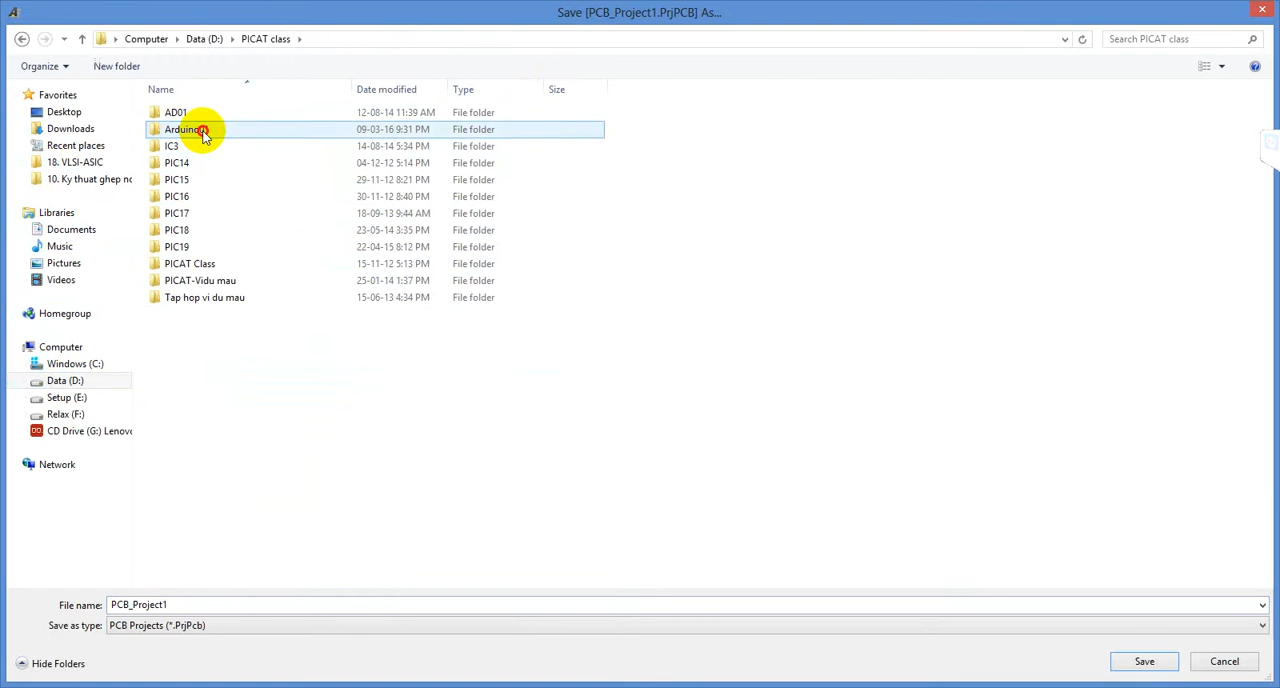 Save [PCB_Project1.PrjPCB] As...
Computer Data (D:) PICAT class
Search PICAT class
Organize New folder
Name Date modified Type Size
Favorites
Desktop
Downloads
Recent places
18. VLSI-ASIC
10. Ky thuat ghep no
Libraries
Documents
Music
Pictures
Videos
Homegroup
Computer
Windows (C:)
Data (D:)
Setup (E:)
Relax (F:)
CD Drive (G:) Lenovo
Network
AD01 12-08-14 11:39 AM File folder
09-03-16 9:31 PM File folder
IC3 14-08-14 5:34 PM File folder
PIC14 04-12-12 5:14 PM File folder
PIC15 29-11-12 8:21 PM File folder
PIC16 30-11-12 8:40 PM File folder
PIC17 18-09-13 9:44 AM File folder
PIC18 23-05-14 3:35 PM File folder
PIC19 22-04-15 8:12 PM File folder
PICAT Class 15-11-12 5:13 PM File folder
PICAT-Vidu mau 25-01-14 1:37 PM File folder
Tap hop vi du mau 15-06-13 4:34 PM File folder
File name: PCB_Project1
Save as type: PCB Projects (*.PrjPcb)
Hide Folders
Save Cancel